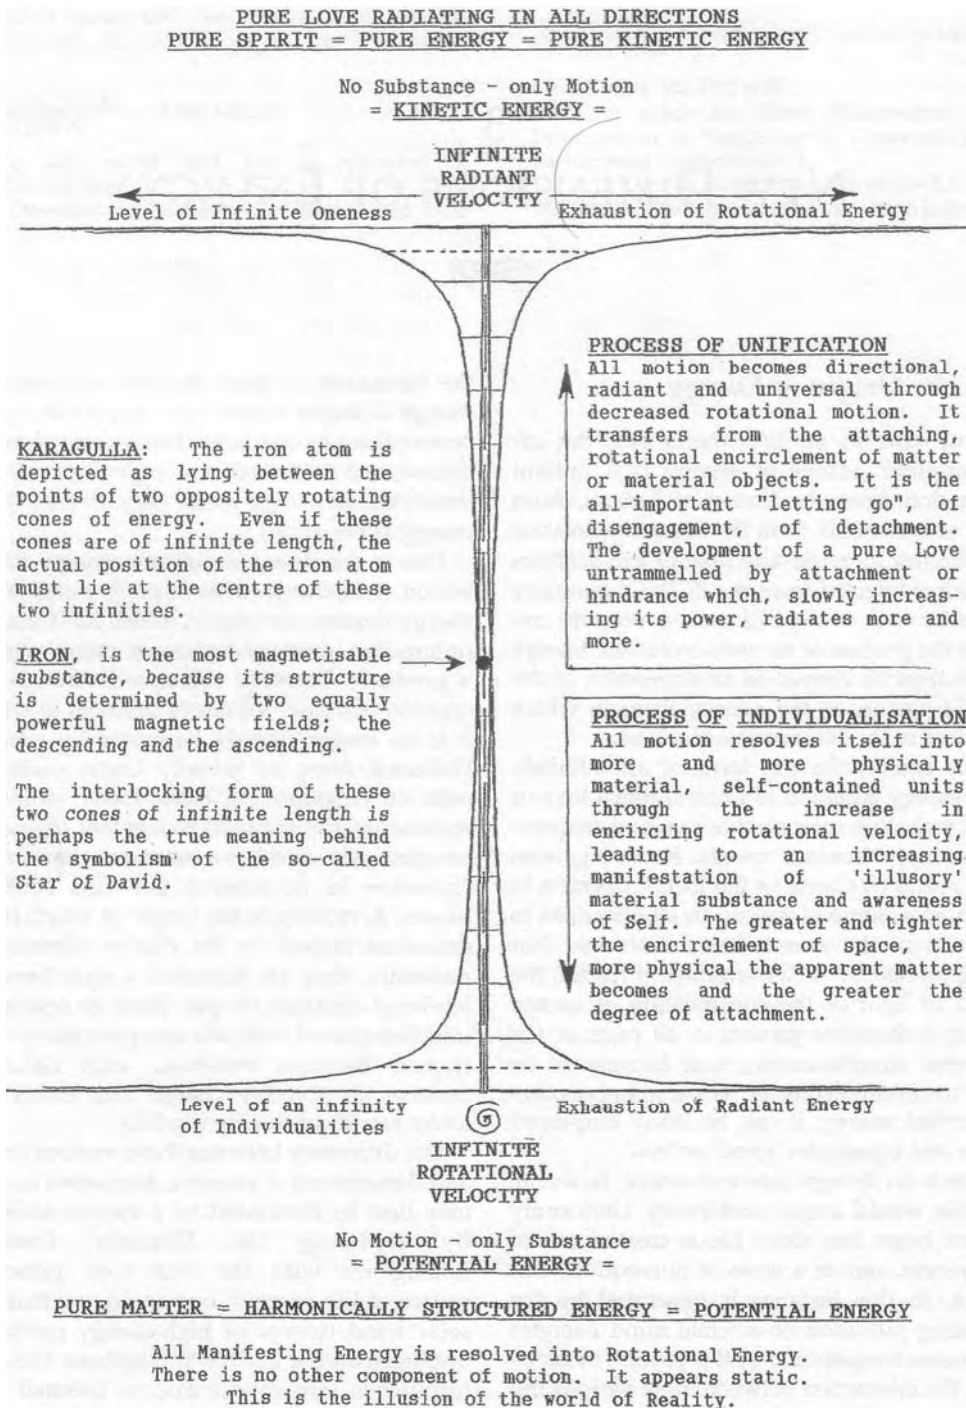 PURE LOVE RADIATING IN ALL DIRECTIONS
PURE SPIRIT = PURE ENERGY = PURE KINETIC ENERGY
No Substance - only Motion
= KINETIC ENERGY =
INFINITE
RADIANT
VELOCITY
Level of Infinite Oneness
Exhaustion of Rotational Energy
PROCESS OF UNIFICATION
All motion becomes directional,
radiant and universal through
decreased rotational motion. It
transfers from the attaching,
rotational encirclement of matter
or material objects. It is the
all-important "letting go" of
disengagement, of detachment.
The development of a pure Love
untrammelled by attachment or
hindrance which, slowly increas-
ing its power, radiates more and
more.
KARAGULLA: The iron atom is
depicted as lying between the
points of two oppositely rotating
cones of energy. Even if these
cones are of infinite length, the
actual position of the iron atom
must lie at the centre of these
two infinities.
IRON, is the most magnetisable
substance, because its structure
is determined by two equally
powerful magnetic fields; the
descending and the ascending.
The interlocking form of these
two cones of infinite length is
perhaps the true meaning behind
the symbolism of the so-called
Star of David.
PROCESS OF INDIVIDUALISATION
All motion resolves itself into
more and more physically
material, self-contained units
through the increase in
encircling rotational velocity,
leading to an increasing
manifestation of 'illusory'
material substance and awareness
of Self. The greater and tighter
the encirclement of space, the
more physical the apparent matter
becomes and the greater the
degree of attachment.
Level of an infinity
of Individualities
Exhaustion of Radiant Energy
INFINITE
ROTATIONAL
VELOCITY
No Motion - only Substance
= POTENTIAL ENERGY =
PURE MATTER = HARMONICALLY STRUCTURED ENERGY = POTENTIAL ENERGY
All Manifesting Energy is resolved into Rotational Energy.
There is no other component of motion. It appears static.
This is the illusion of the world of Reality.